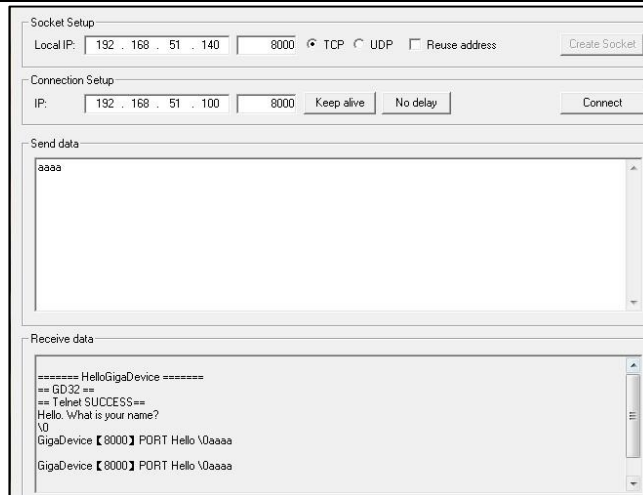 Socket Setup
Local IP: 192 . 168 . 51 . 140 8000 TCP UDP Reuse address Create Socket
Connection Setup
IP: 192 . 168 . 51 . 100 8000 Keep alive No delay Connect
Send data
aaaa
Receive data
======= HelloGigaDevice =======
== GD32 ==
== Telnet SUCCESS==
Hello. What is your name?
\0
GigaDevice【8000】PORT Hello \0aaaa
GigaDevice【8000】PORT Hello \0aaaa